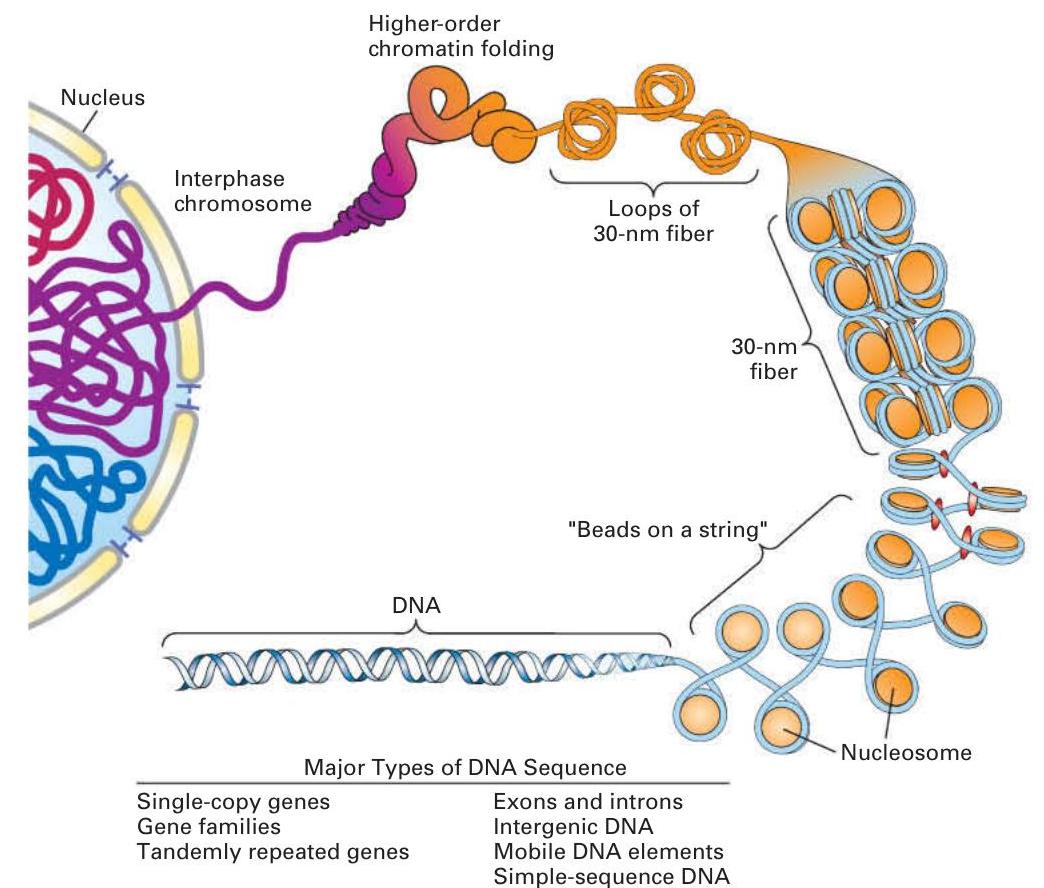 Higher-order
chromatin folding
Nucleus
Interphase
chromosome
Loops of
30-nm fiber
30-nm
fiber
"Beads on a string"
DNA
Nucleosome
Major Types of DNA Sequence
Single-copy genes
Gene families
Tandemly repeated genes
Exons and introns
Intergenic DNA
Mobile DNA elements
Simple-sequence DNA